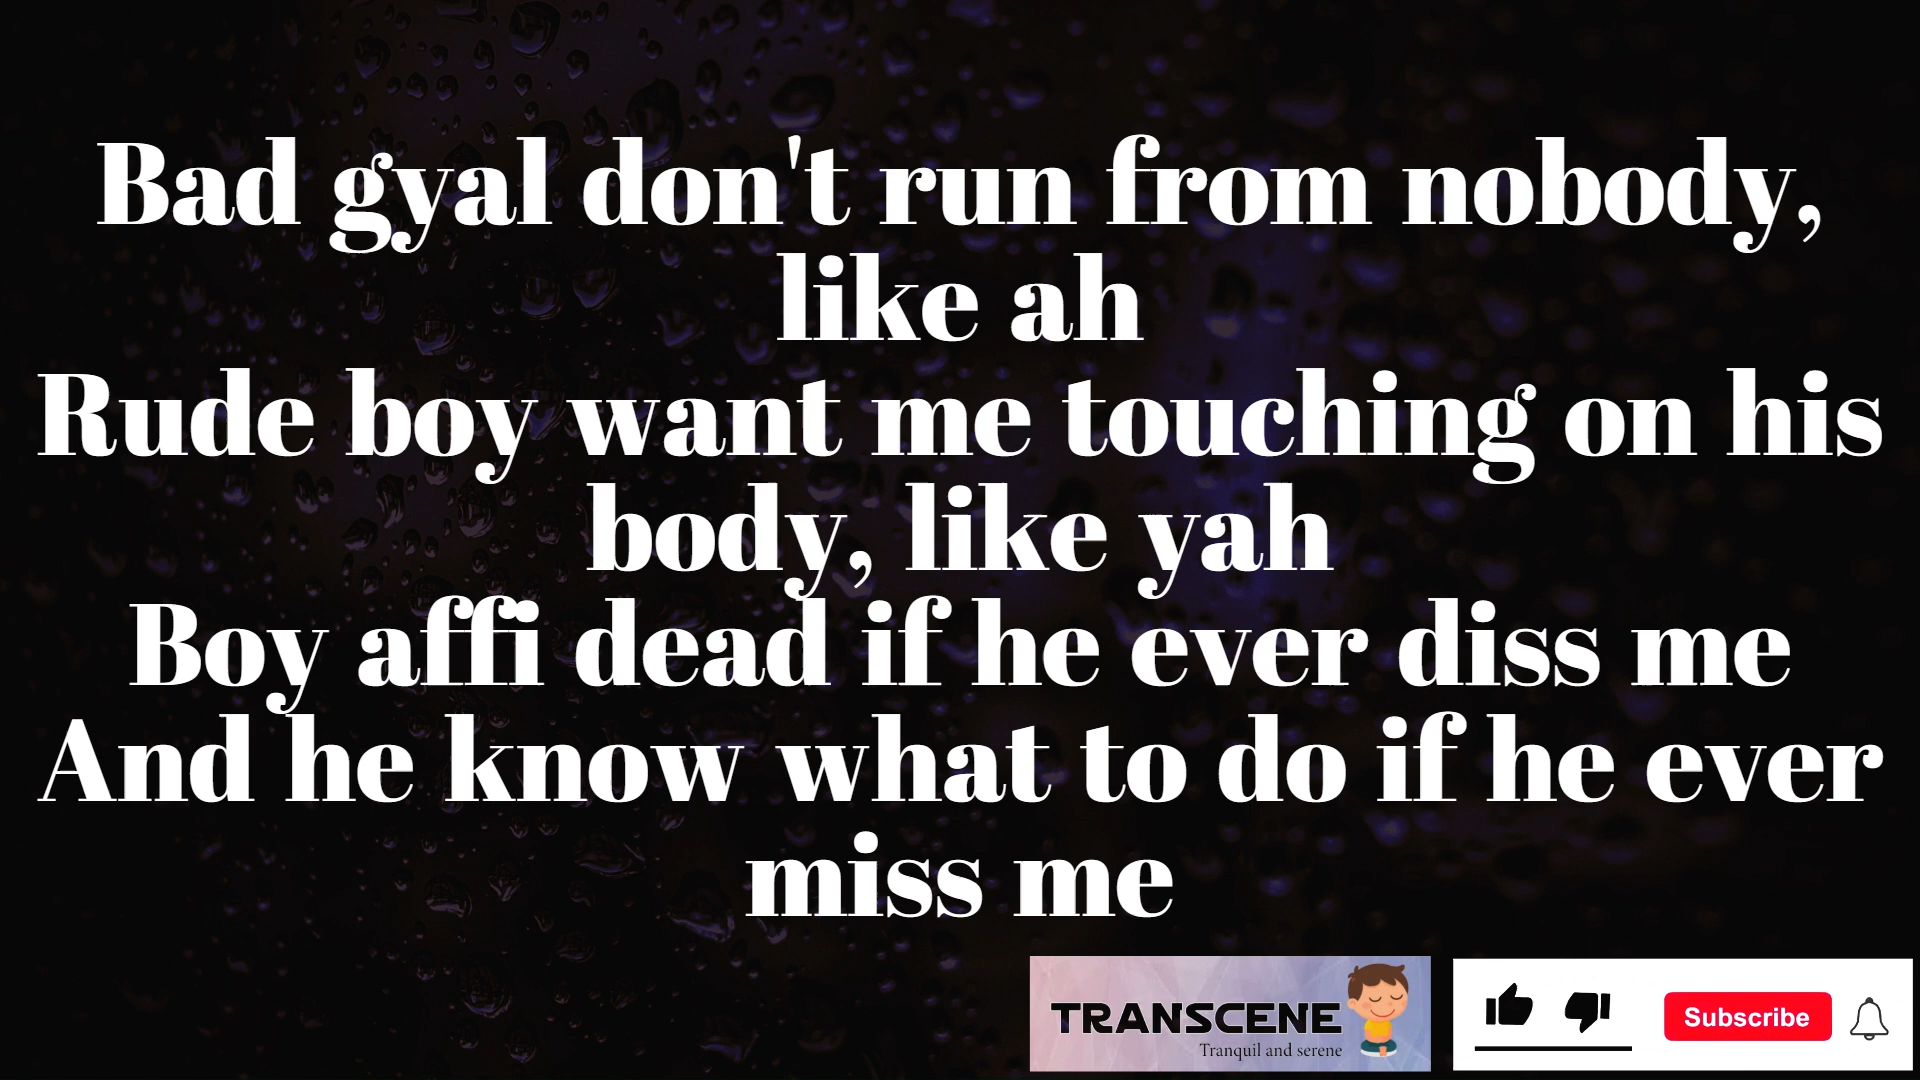 Bad gyal don't run from nobody,
like ah
Rude boy want me touching on his
body, like yah
Boy affi dead if he ever diss me
And he know what to do if he ever
miss me
TRANSCENE
Tranquil and serene
Subscribe